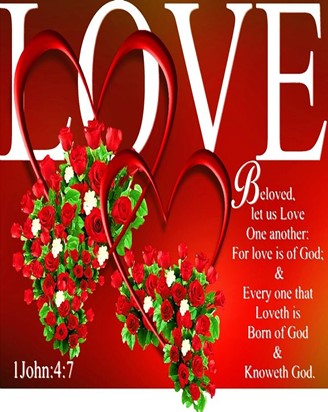 LOVE
Beloved,
let us Love
One another:
For love is of God;
&
Every one that
Loveth is
Born of God
&
Knoweth God.
1John:4:7